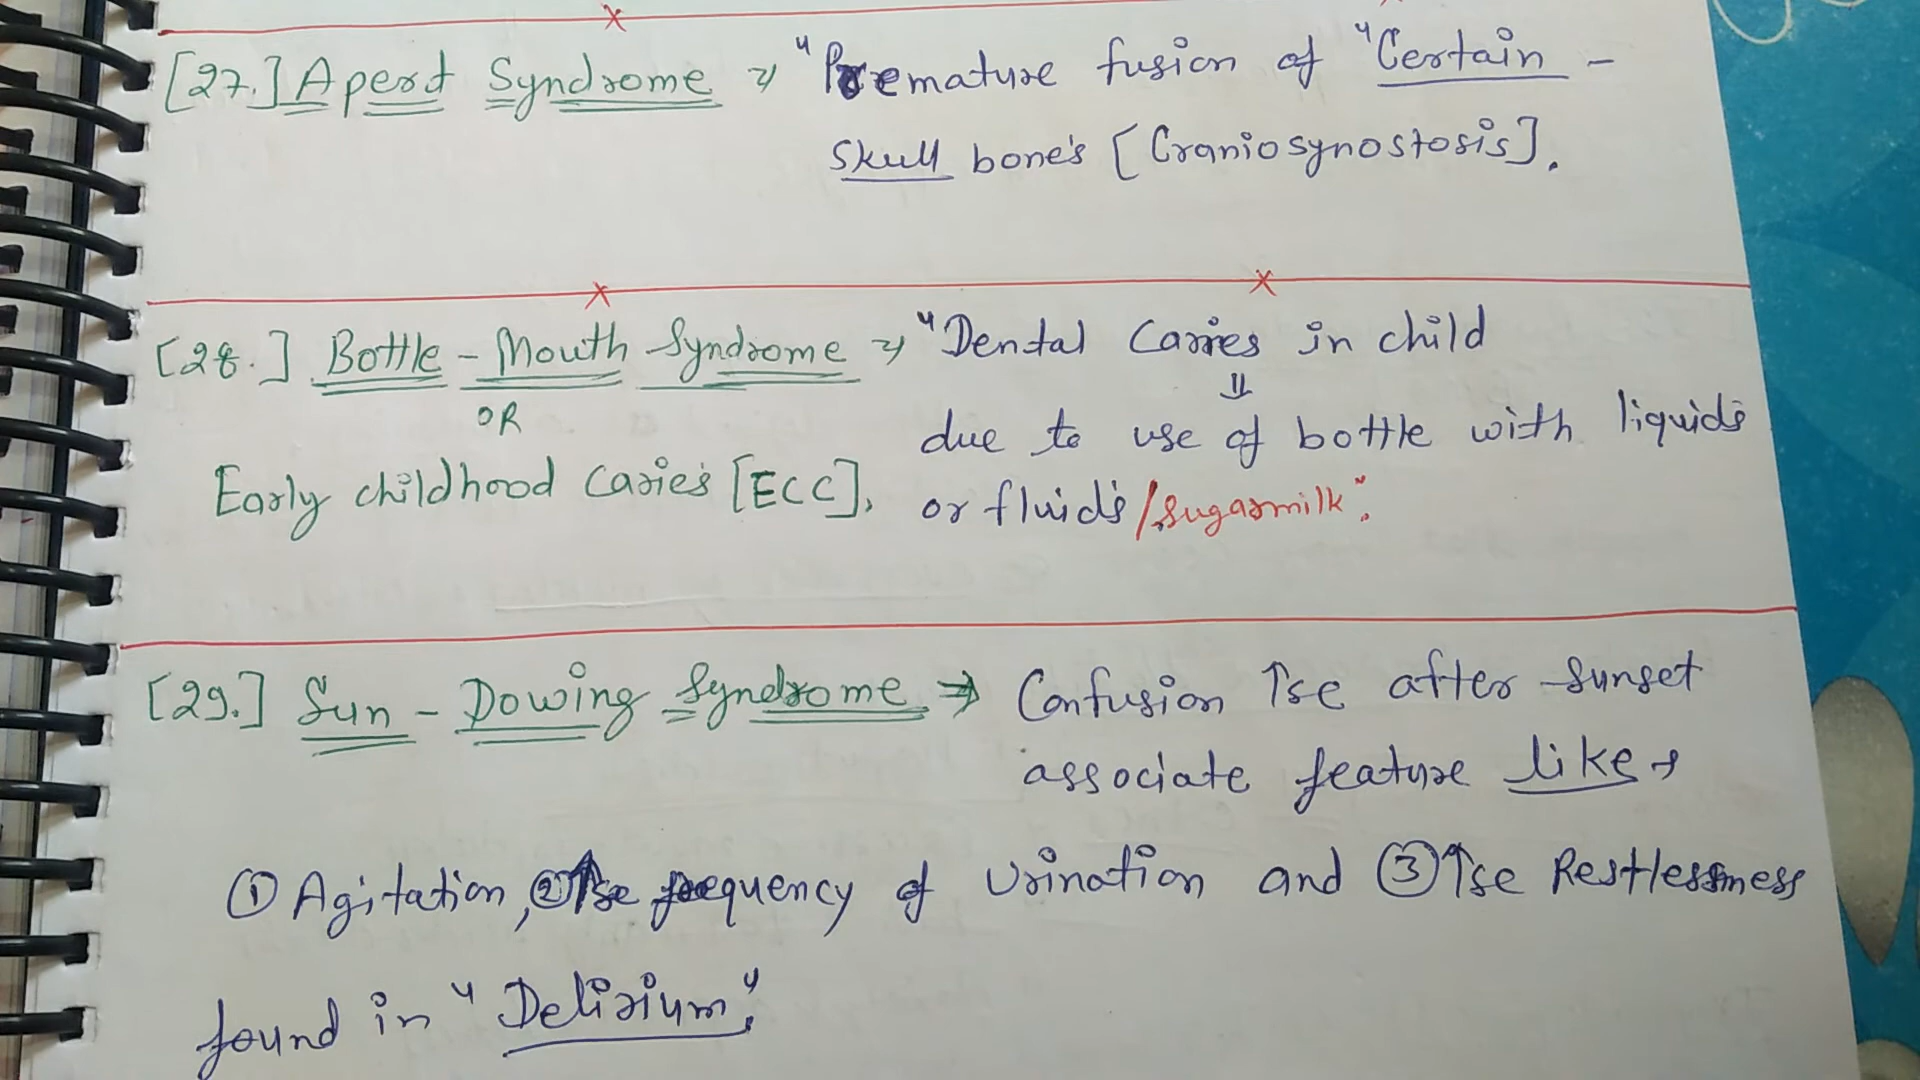 [27.] Apert Syndrome ⇒ "Premature fusion of "Certain -
Skull bone's [Craniosynostosis].
[28.] Bottle - Mouth Syndrome ⇒ "Dental Carries in child
⇓
OR
due to use of bottle with liquids
Early childhood Caries [ECC],
or fluid's/sugarmilk".
[29.] Sun - Dowing Syndrome ⇒ Confusion ↑se after sunset
associate feature like →
① Agitation, ② ↑se frequency of Urination and ③ ↑se Restlessness
found in "Delirium".